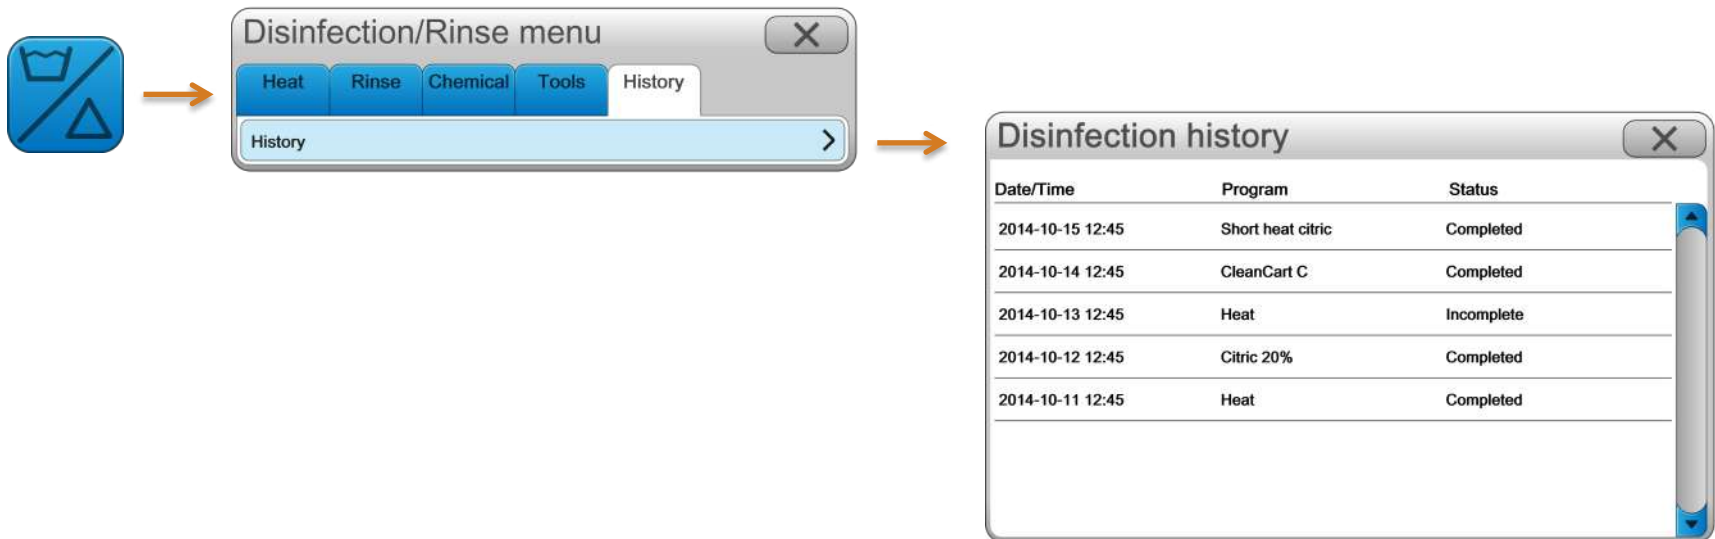 Disinfection/Rinse menu
Heat Rinse Chemical Tools History
History
Disinfection history
Date/Time Program Status
2014-10-15 12:45 Short heat citric Completed
2014-10-14 12:45 CleanCart C Completed
2014-10-13 12:45 Heat Incomplete
2014-10-12 12:45 Citric 20% Completed
2014-10-11 12:45 Heat Completed